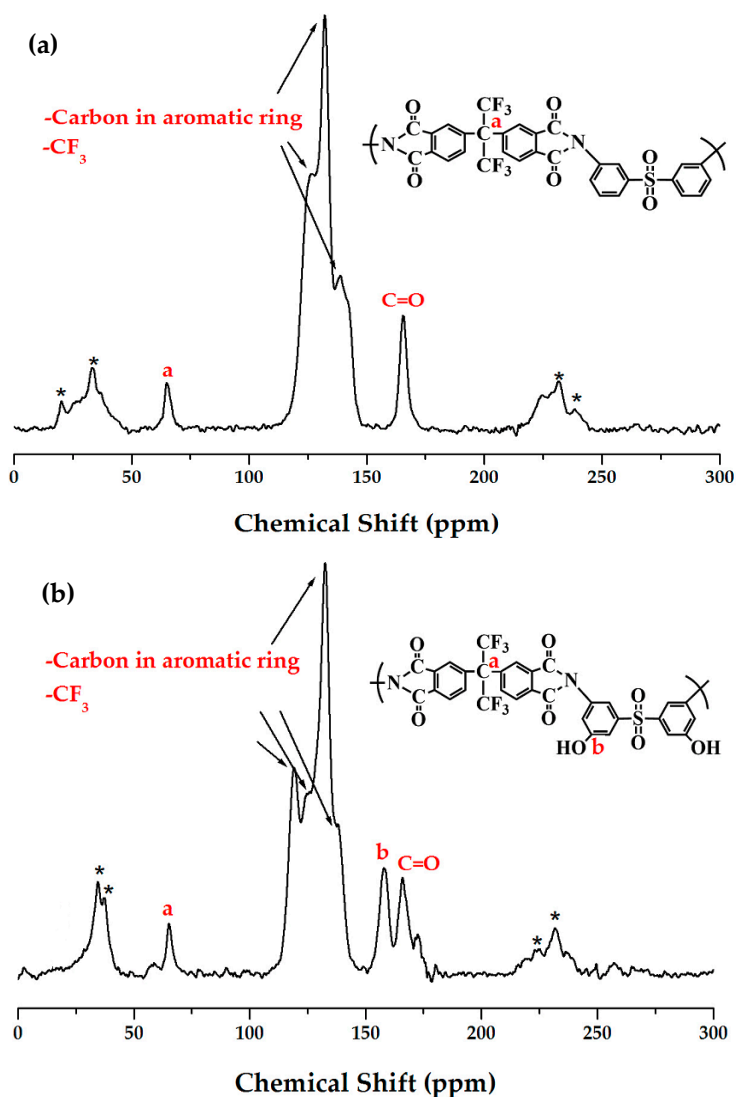 (a)
-Carbon in aromatic ring
-CF3
O
O
CF3
a
N
N
CF3
O
O
O
S
O
C=O
*
*
a
*
*
0 50 100 150 200 250 300
Chemical Shift (ppm)
(b)
-Carbon in aromatic ring
-CF3
O
O
CF3
a
N
N
CF3
O
O
O
S
O
HO
b
OH
b
C=O
*
*
a
*
*
0 50 100 150 200 250 300
Chemical Shift (ppm)